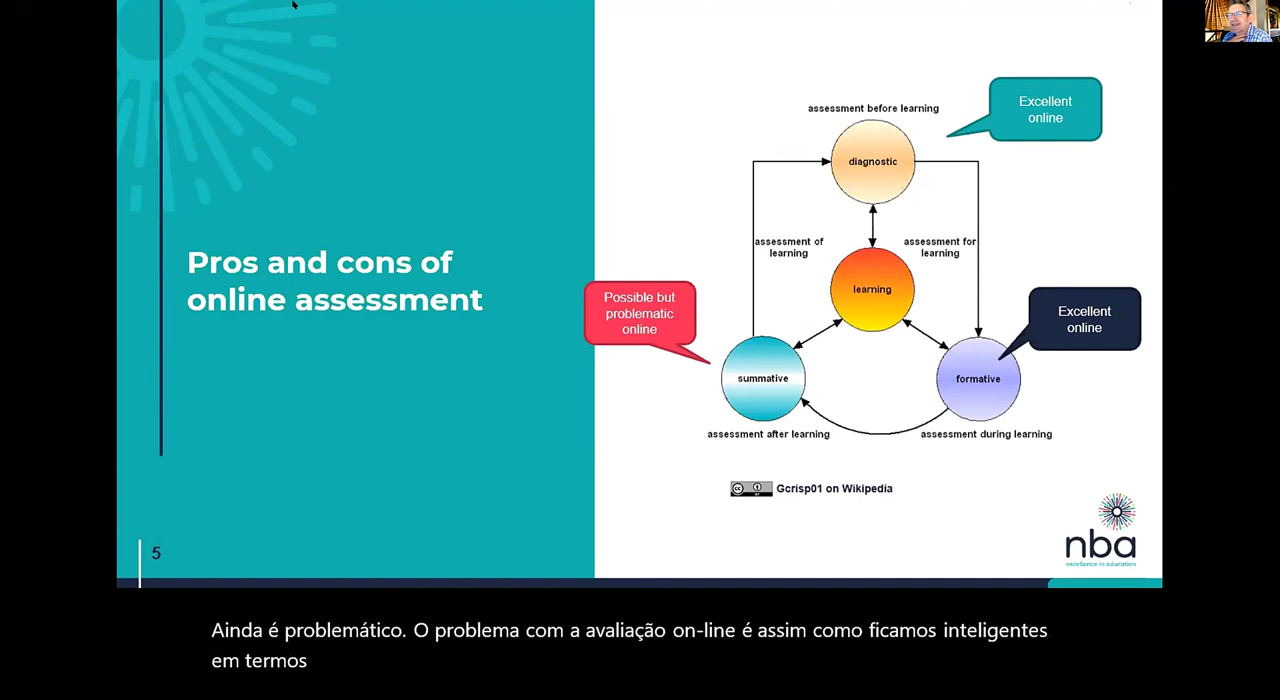 Pros and cons of
online assessment
5
assessment before learning
Excellent
online
diagnostic
assessment of
learning
assessment for
learning
learning
Possible but
problematic
online
Excellent
online
summative
formative
assessment after learning
assessment during learning
cc
BY
Gcrisp01 on Wikipedia
nba
excellence in education
Ainda é problemático. O problema com a avaliação on-line é assim como ficamos inteligentes
em termos